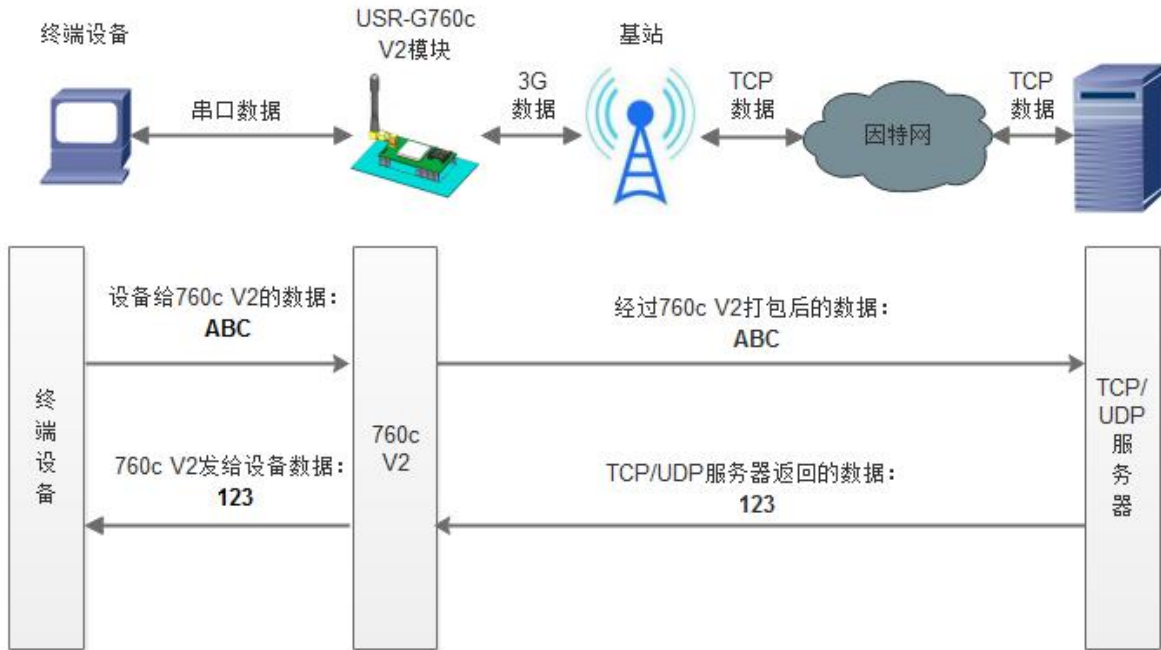 终端设备
USR-G760c
V2模块
基站
串口数据
3G
数据
TCP
数据
因特网
TCP
数据
设备给760c V2的数据：
ABC
经过760c V2打包后的数据：
ABC
终
端
设
备
760c
V2
TCP/
UDP
服
务
器
760c V2发给设备数据：
123
TCP/UDP服务器返回的数据：
123